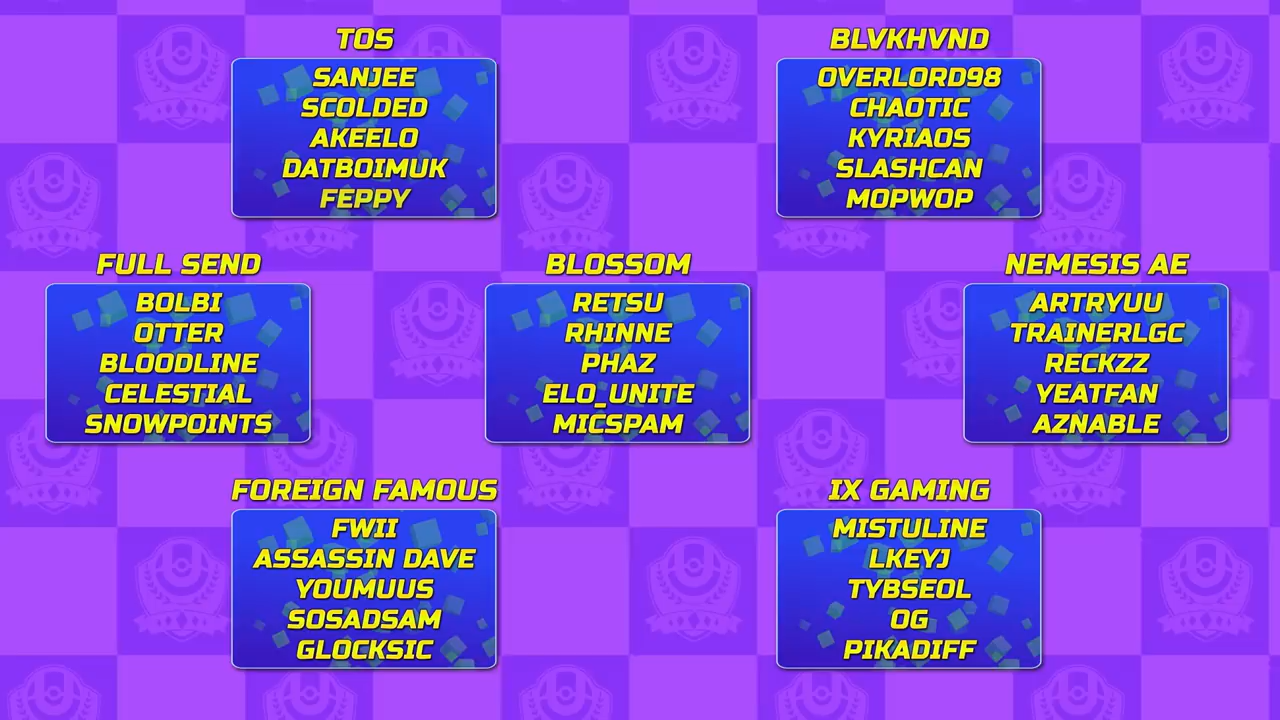 TOS
SANJEE
SCOLDED
AKEELO
DATBOIMUK
FEPPY
BLVKHVND
OVERLORD98
CHAOTIC
KYRIAOS
SLASHCAN
MOPWOP
FULL SEND
BOLBI
OTTER
BLOODLINE
CELESTIAL
SNOWPOINTS
BLOSSOM
RETSU
RHINNE
PHAZ
ELO_UNITE
MICSPAM
NEMESIS AE
ARTRYUU
TRAINERLGC
RECKZZ
YEATFAN
AZNABLE
FOREIGN FAMOUS
FWII
ASSASSIN DAVE
YOUMUUS
SOSADSAM
GLOCKSIC
IX GAMING
MISTULINE
LKEYJ
TYBSEOL
OG
PIKADIFF